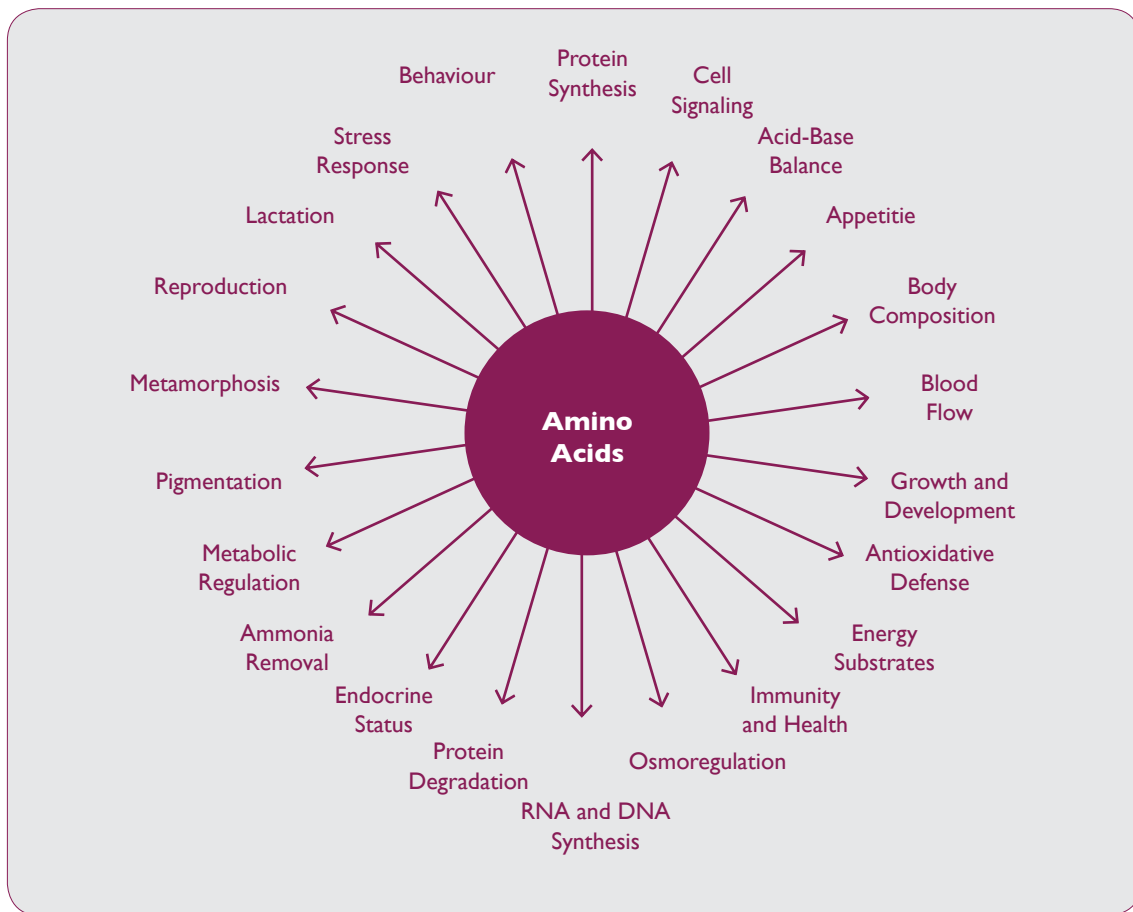 Protein
Synthesis
Cell
Signaling
Acid-Base
Balance
Appetitie
Body
Composition
Blood
Flow
Growth and
Development
Antioxidative
Defense
Energy
Substrates
Immunity
and Health
Osmoregulation
RNA and DNA
Synthesis
Protein
Degradation
Endocrine
Status
Ammonia
Removal
Metabolic
Regulation
Pigmentation
Metamorphosis
Reproduction
Lactation
Stress
Response
Behaviour
Amino
Acids